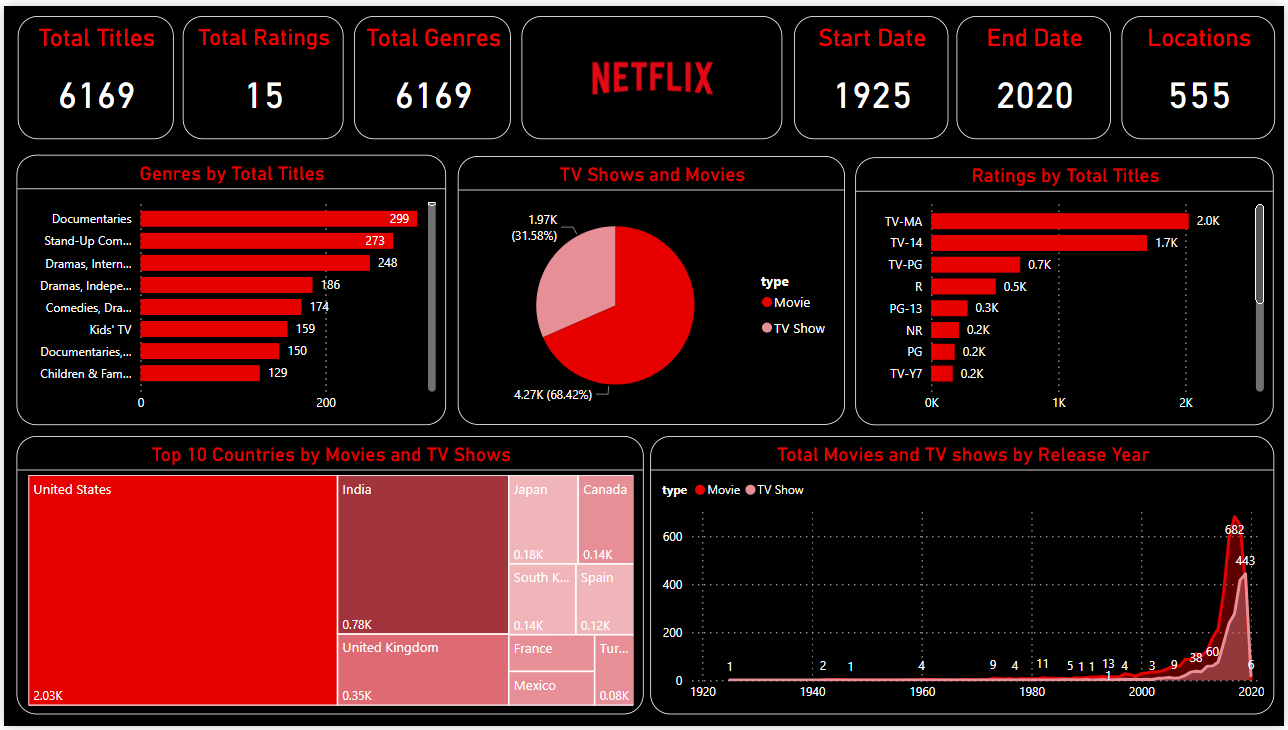 Total Titles
6169
Total Ratings
15
Total Genres
6169
NETFLIX
Start Date
1925
End Date
2020
Locations
555
Genres by Total Titles
Documentaries 299
Stand-Up Com... 273
Dramas, Intern... 248
Dramas, Indepe... 186
Comedies, Dra... 174
Kids' TV 159
Documentaries,... 150
Children & Fam... 129
0 200
TV Shows and Movies
1.97K
(31.58%)
4.27K (68.42%)
type
Movie
TV Show
Ratings by Total Titles
TV-MA 2.0K
TV-14 1.7K
TV-PG 0.7K
R 0.5K
PG-13 0.3K
NR 0.2K
PG 0.2K
TV-Y7 0.2K
0K 1K 2K
Top 10 Countries by Movies and TV Shows
United States
2.03K
India
0.78K
United Kingdom
0.35K
Japan
0.18K
Canada
0.14K
South K...
0.14K
Spain
0.12K
France
Mexico
Tur...
0.08K
Total Movies and TV shows by Release Year
type Movie TV Show
600
400
200
0
682
443
1 2 1 4 9 4 11 5 1 1 13 4 3 9 38 60 6
1
1920 1940 1960 1980 2000 2020